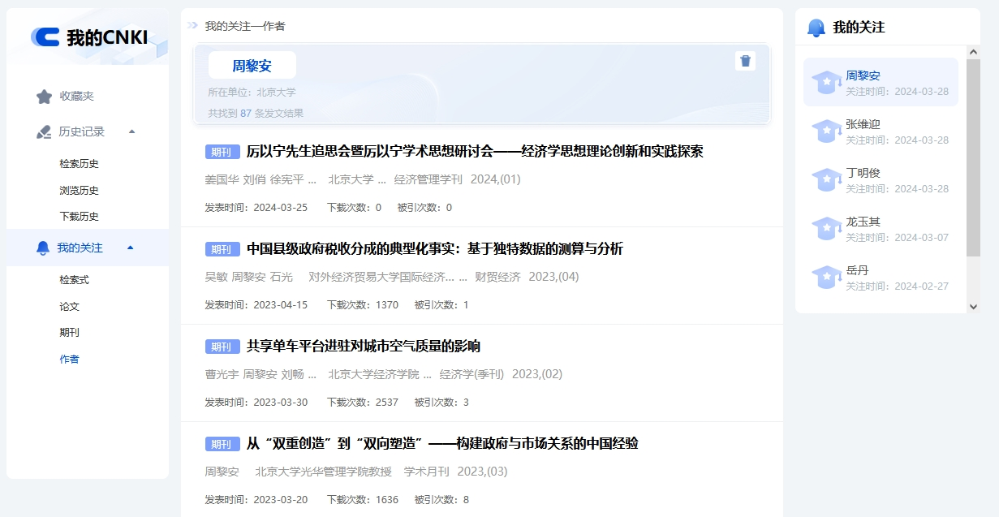 我的CNKI
收藏夹
历史记录
检索历史
浏览历史
下载历史
我的关注
检索式
论文
期刊
作者
我的关注—作者
周黎安
所在单位：北京大学
共找到 87 条发文结果
期刊 厉以宁先生追思会暨厉以宁学术思想研讨会——经济学思想理论创新和实践探索
姜国华 刘俏 徐宪平 ... 北京大学 ... 经济管理学刊 2024,(01)
发表时间：2024-03-25 下载次数：0 被引次数：0
期刊 中国县级政府税收分成的典型化事实：基于独特数据的测算与分析
吴敏 周黎安 石光 对外经济贸易大学国际经济... ... 财贸经济 2023,(04)
发表时间：2023-04-15 下载次数：1370 被引次数：1
期刊 共享单车平台进驻对城市空气质量的影响
曹光宇 周黎安 刘畅 ... 北京大学经济学院 ... 经济学(季刊) 2023,(02)
发表时间：2023-03-30 下载次数：2537 被引次数：3
期刊 从“双重创造”到“双向塑造”——构建政府与市场关系的中国经验
周黎安 北京大学光华管理学院教授 学术月刊 2023,(03)
发表时间：2023-03-20 下载次数：1636 被引次数：8
我的关注
周黎安
关注时间：2024-03-28
张维迎
关注时间：2024-03-28
丁明俊
关注时间：2024-03-28
龙玉其
关注时间：2024-03-07
岳丹
关注时间：2024-02-27